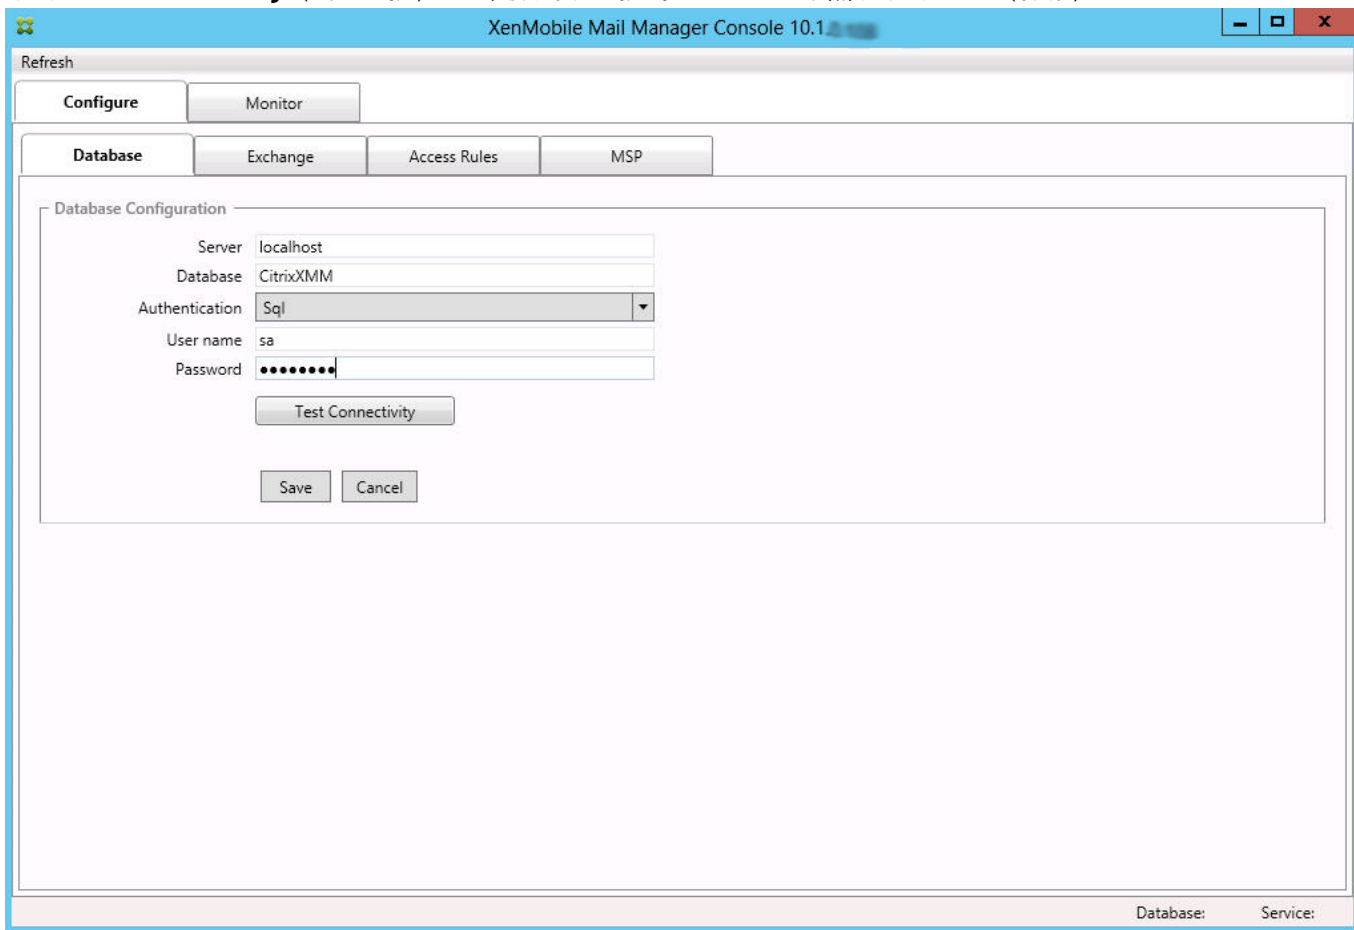 XenMobile Mail Manager Console 10.1
Refresh
Configure
Monitor
Database
Exchange
Access Rules
MSP
Database Configuration
Server localhost
Database CitrixXMM
Authentication Sql
User name sa
Password ●●●●●●●●
Test Connectivity
Save
Cancel
Database: Service: